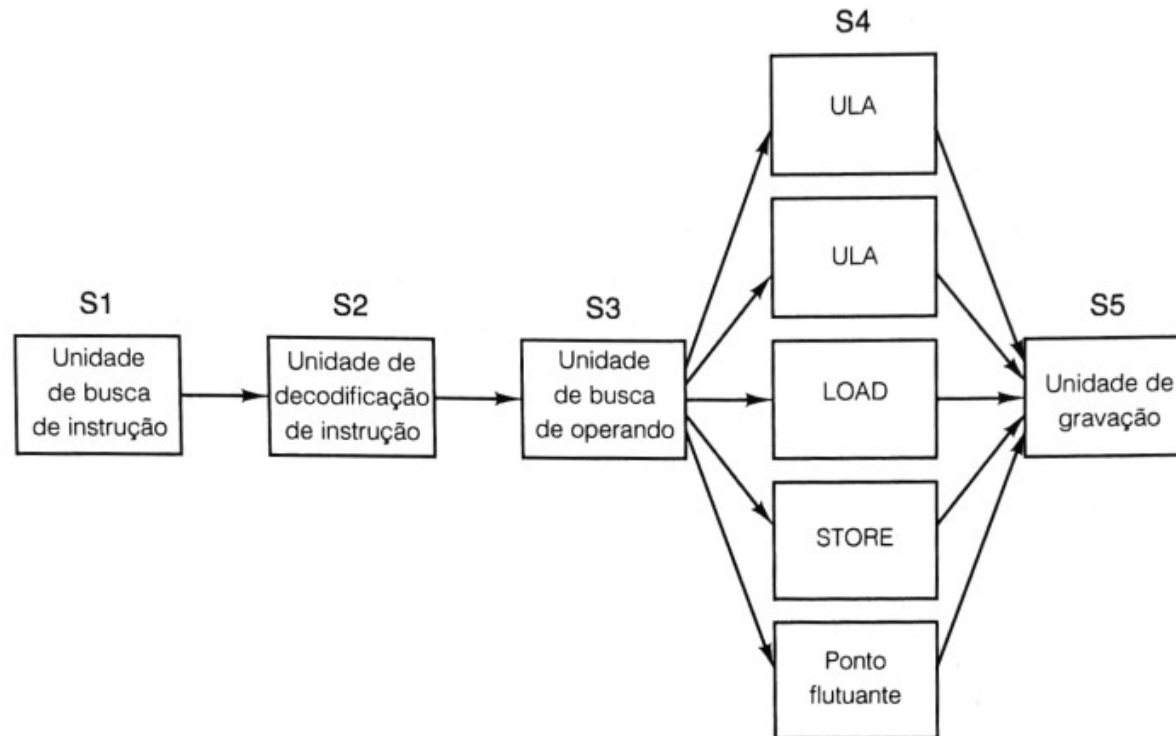 S4
ULA
ULA
S1
Unidade
de busca
de instrução
S2
Unidade de
decodificação
de instrução
S3
Unidade
de busca
de operando
LOAD
S5
Unidade de
gravação
STORE
Ponto
flutuante